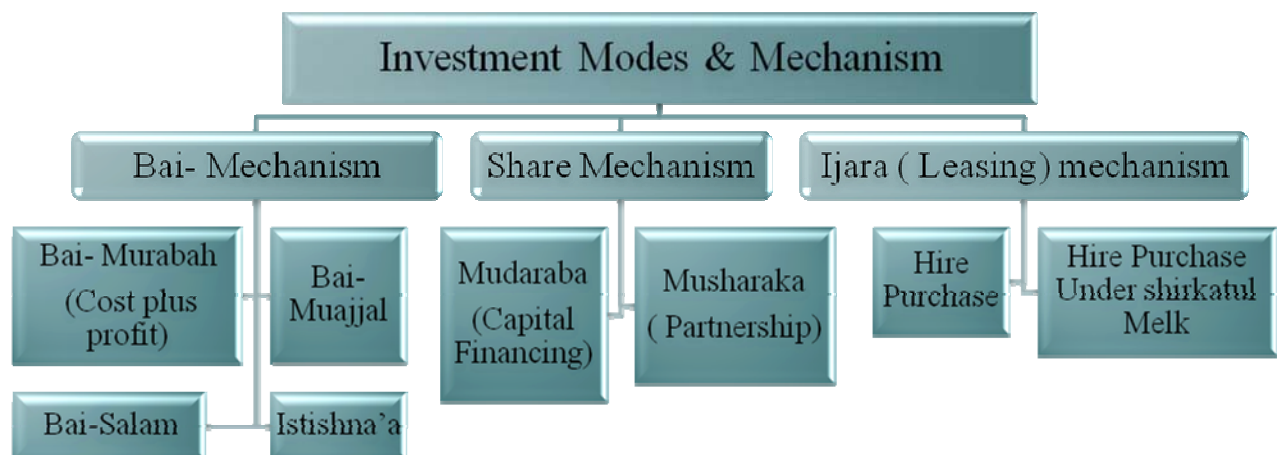 Investment Modes & Mechanism
Bai- Mechanism
Share Mechanism
Ijara ( Leasing) mechanism
Bai- Murabah
(Cost plus
profit)
Bai-
Muajjal
Mudaraba
(Capital
Financing)
Musharaka
( Partnership)
Hire
Purchase
Hire Purchase
Under shirkatul
Melk
Bai-Salam
Istishna’a